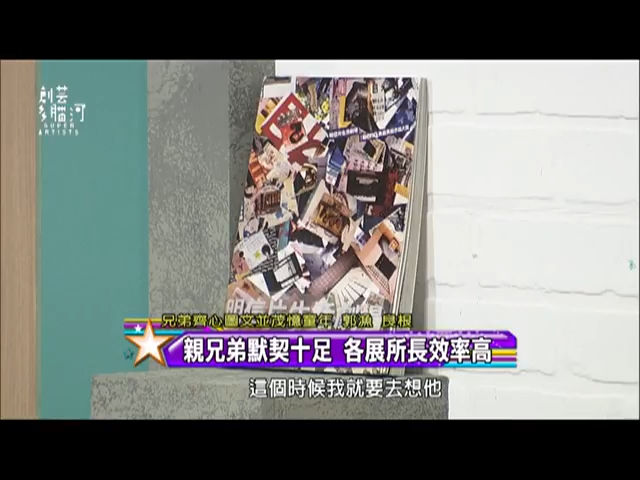 創芸
多腦河
SUPER
ARTISTS
兄弟齊心圖文並茂憶童年 郭漁 良根
親兄弟默契十足 各展所長效率高
這個時候我就要去想他